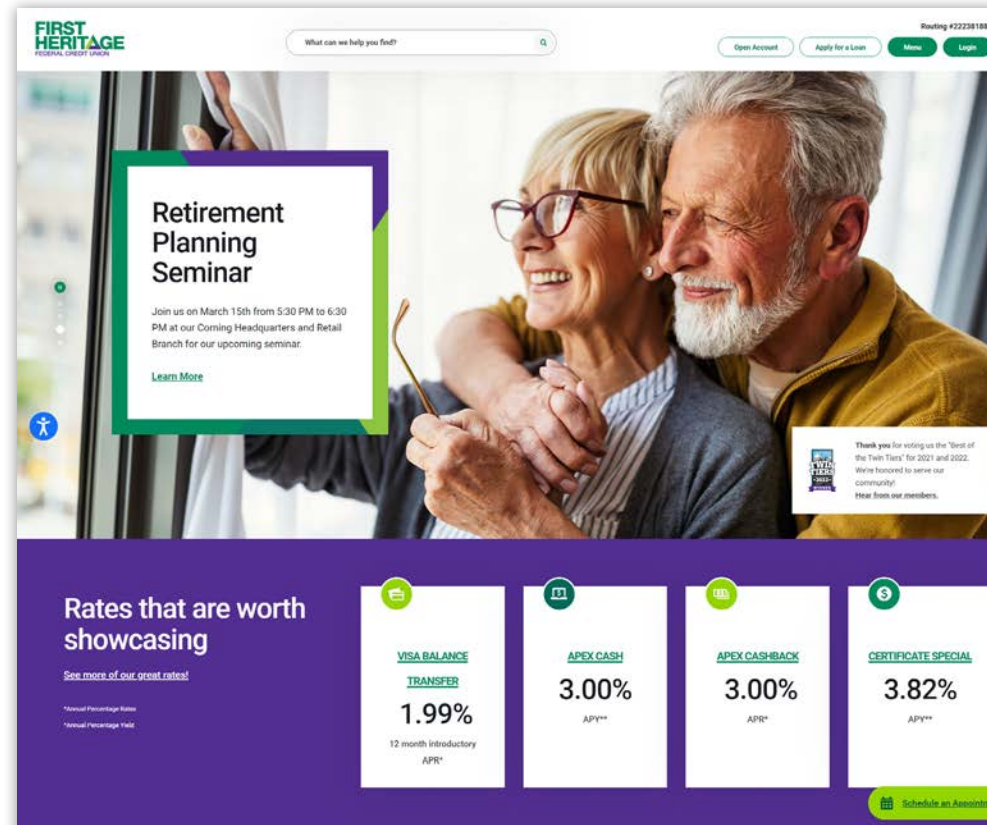 FIRST
HERITAGE
FEDERAL CREDIT UNION
What can we help you find?
Routing #22238188
Open Account
Apply for a Loan
Menu
Login
Retirement
Planning
Seminar
Join us on March 15th from 5:30 PM to 6:30
PM at our Corning Headquarters and Retail
Branch for our upcoming seminar.
Learn More
TWIN
TIERS
2022
WINNER
Thank you for voting us the "Best of
the Twin Tiers" for 2021 and 2022.
We're honored to serve our
community!
Hear from our members.
Rates that are worth
showcasing
See more of our great rates!
*Annual Percentage Rates
*Annual Percentage Yield
VISA BALANCE
TRANSFER
1.99%
12 month introductory
APR*
APEX CASH
3.00%
APY**
APEX CASHBACK
3.00%
APR*
CERTIFICATE SPECIAL
3.82%
APY**
Schedule an Appoint